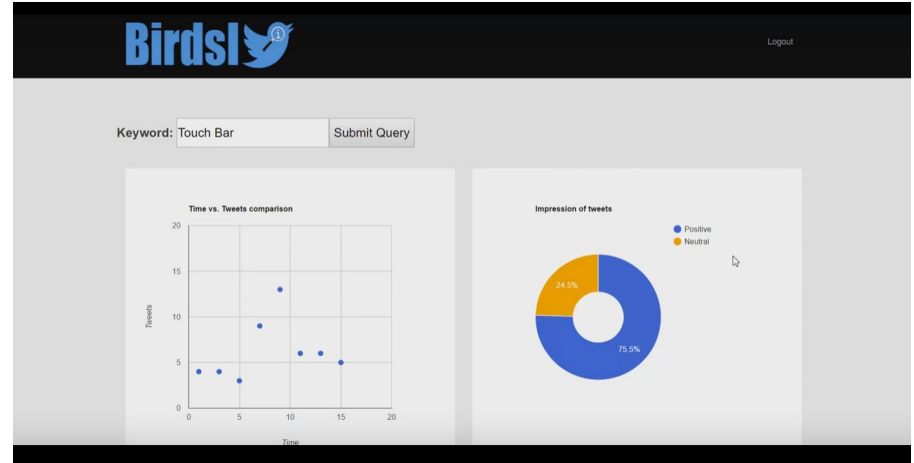 BirdsI
Logout
Keyword: Touch Bar Submit Query
Time vs. Tweets comparison
20
15
10
5
0
Tweets
0 5 10 15 20
Time
Impression of tweets
Positive
Neutral
24.5%
75.5%